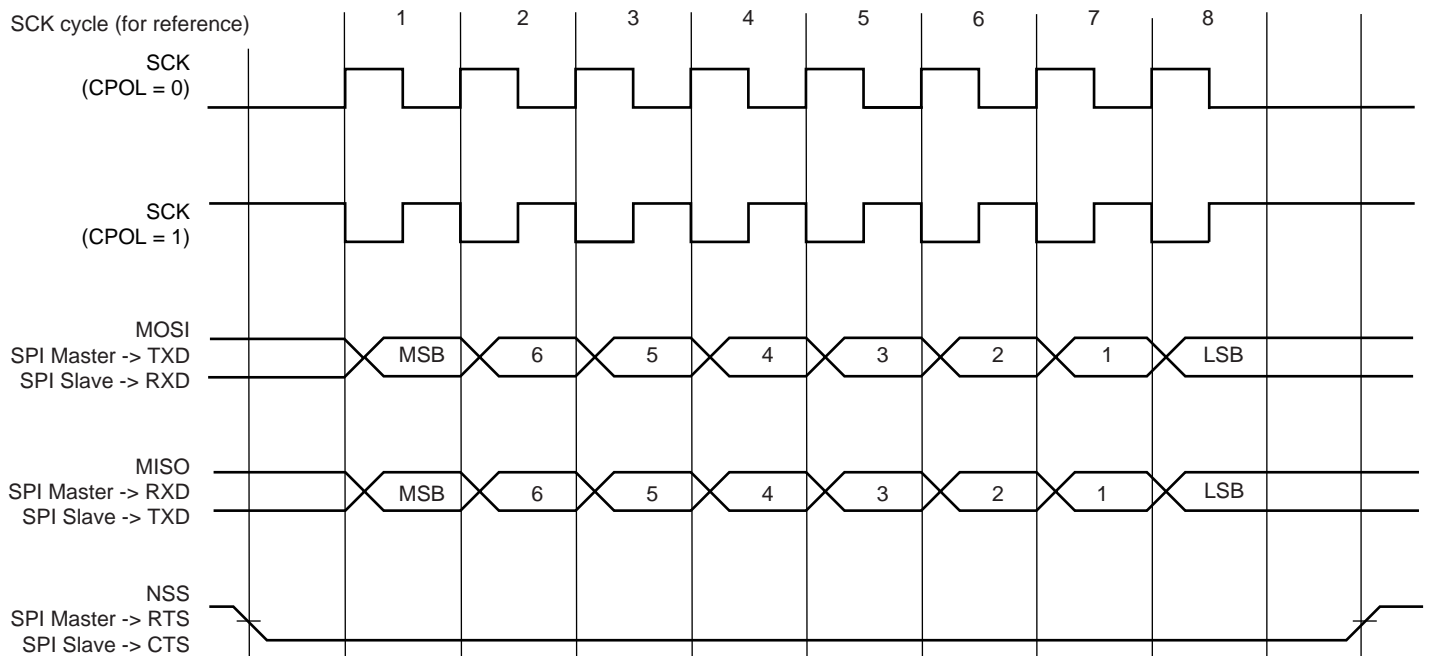 SCK cycle (for reference)
1 2 3 4 5 6 7 8
SCK
(CPOL = 0)
SCK
(CPOL = 1)
MOSI
SPI Master -> TXD
SPI Slave -> RXD
MSB 6 5 4 3 2 1 LSB
MISO
SPI Master -> RXD
SPI Slave -> TXD
MSB 6 5 4 3 2 1 LSB
NSS
SPI Master -> RTS
SPI Slave -> CTS